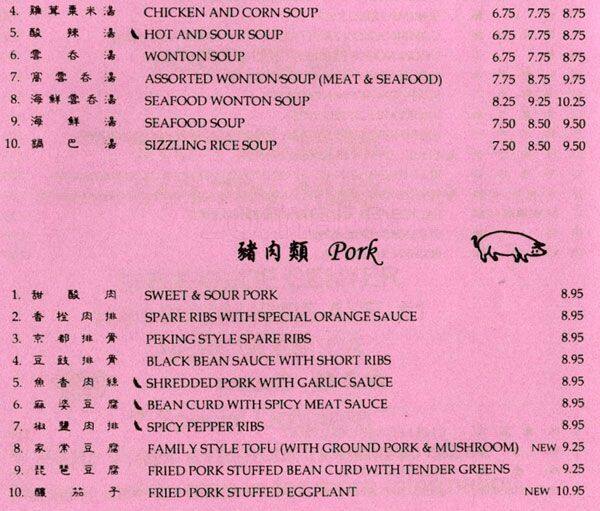 4. 雞茸粟米湯 CHICKEN AND CORN SOUP 6.75 7.75 8.75
5. 酸辣湯 HOT AND SOUR SOUP 6.75 7.75 8.75
6. 雲吞湯 WONTON SOUP 6.75 7.75 8.75
7. 窩雲吞湯 ASSORTED WONTON SOUP (MEAT & SEAFOOD) 7.75 8.75 9.75
8. 海鮮雲吞湯 SEAFOOD WONTON SOUP 8.25 9.25 10.25
9. 海鮮湯 SEAFOOD SOUP 7.50 8.50 9.50
10. 鍋巴湯 SIZZLING RICE SOUP 7.50 8.50 9.50
豬肉類 Pork
1. 甜酸肉 SWEET & SOUR PORK 8.95
2. 香橙肉排 SPARE RIBS WITH SPECIAL ORANGE SAUCE 8.95
3. 京都排骨 PEKING STYLE SPARE RIBS 8.95
4. 豆豉排骨 BLACK BEAN SAUCE WITH SHORT RIBS 8.95
5. 魚香肉絲 SHREDDED PORK WITH GARLIC SAUCE 8.95
6. 麻婆豆腐 BEAN CURD WITH SPICY MEAT SAUCE 8.95
7. 椒鹽肉排 SPICY PEPPER RIBS 8.95
8. 家常豆腐 FAMILY STYLE TOFU (WITH GROUND PORK & MUSHROOM) NEW 9.25
9. 琵琶豆腐 FRIED PORK STUFFED BEAN CURD WITH TENDER GREENS 9.25
10. 釀茄子 FRIED PORK STUFFED EGGPLANT NEW 10.95